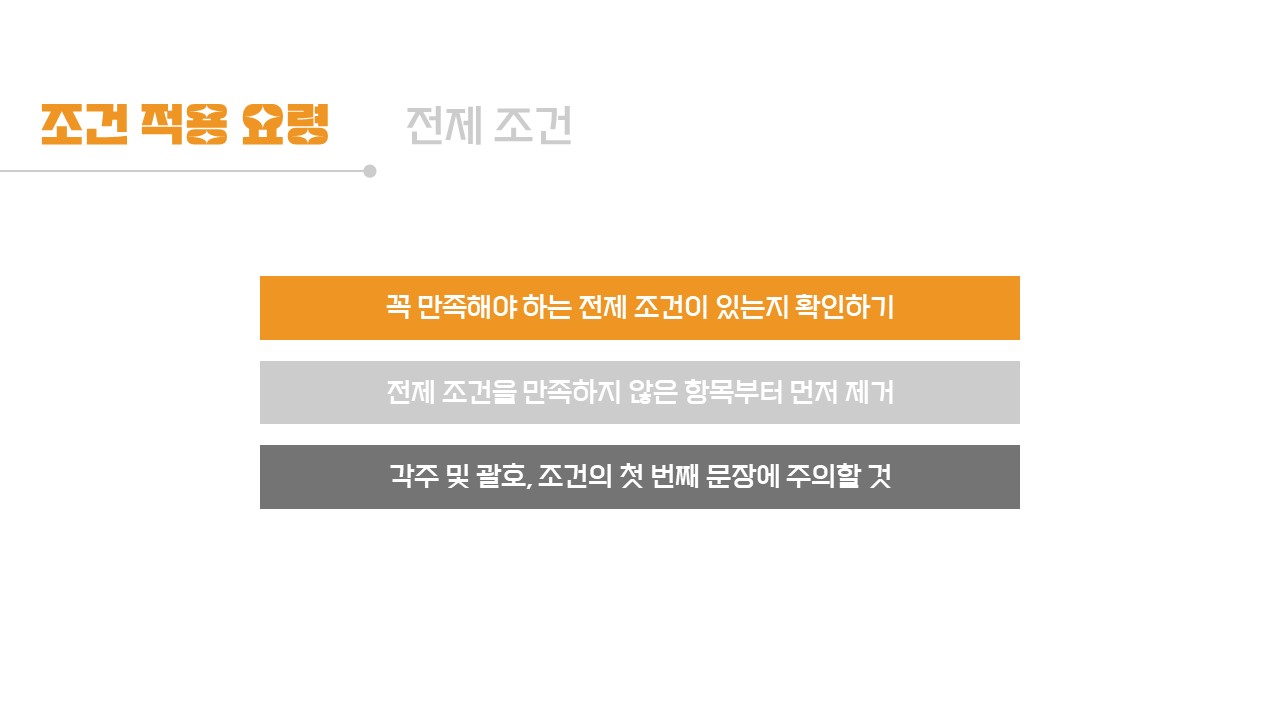 조건 적용 요령 전제 조건
꼭 만족해야 하는 전제 조건이 있는지 확인하기
전제 조건을 만족하지 않은 항목부터 먼저 제거
각주 및 괄호, 조건의 첫 번째 문장에 주의할 것